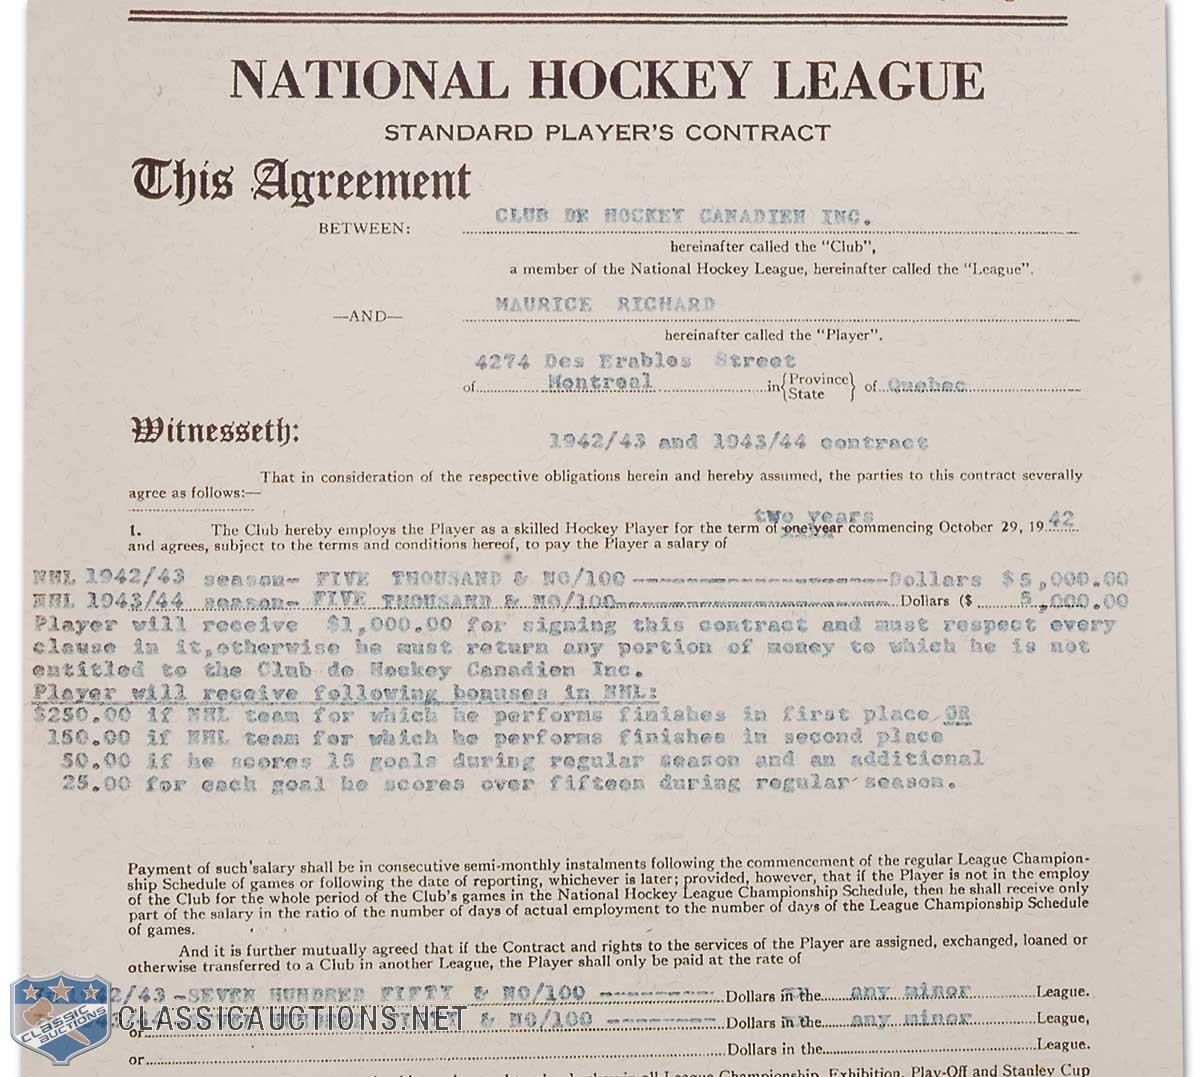 NATIONAL HOCKEY LEAGUE
STANDARD PLAYER'S CONTRACT
This Agreement
BETWEEN: CLUB DE HOCKEY CANADIEN INC.
hereinafter called the "Club",
a member of the National Hockey League, hereinafter called the "League".
—AND— MAURICE RICHARD
hereinafter called the "Player".
4274 Des Erables Street
of Montreal in {Province State} of Quebec
Witnesseth:
1942/43 and 1943/44 contract
That in consideration of the respective obligations herein and hereby assumed, the parties to this contract severally
agree as follows:—
two years
1. The Club hereby employs the Player as a skilled Hockey Player for the term of one year commencing October 29, 19 42
and agrees, subject to the terms and conditions hereof, to pay the Player a salary of
NHL 1942/43 season- FIVE THOUSAND & NO/100 --------------------Dollars $5,000.00
NHL 1943/44 season- FIVE THOUSAND & NO/100-------------------- Dollars ($ 5,000.00
Player will receive $1,000.00 for signing this contract and must respect every
clause in it,otherwise he must return any portion of money to which he is not
entitled to the Club de Hockey Canadien Inc.
Player will receive following bonuses in NHL:
$250.00 if NHL team for which he performs finishes in first place OR
150.00 if NHL team for which he performs finishes in second place
50.00 if he scores 15 goals during regular season and an additional
25.00 for each goal he scores over fifteen during regular season.
Payment of such salary shall be in consecutive semi-monthly instalments following the commencement of the regular League Champion-
ship Schedule of games or following the date of reporting, whichever is later; provided, however, that if the Player is not in the employ
of the Club for the whole period of the Club's games in the National Hockey League Championship Schedule, then he shall receive only
part of the salary in the ratio of the number of days of actual employment to the number of days of the League Championship Schedule
of games.
And it is further mutually agreed that if the Contract and rights to the services of the Player are assigned, exchanged, loaned or
otherwise transferred to a Club in another League, the Player shall only be paid at the rate of
2/43 -SEVEN HUNDRED FIFTY & NO/100 ---------- Dollars in the any minor League.
or FIFTY & NO/100 ---------- Dollars in the any minor League,
or Dollars in the League.
all League Championship, Exhibition, Play-Off and Stanley Cup
CLASSIC AUCTIONS
CLASSICAUCTIONS.NET